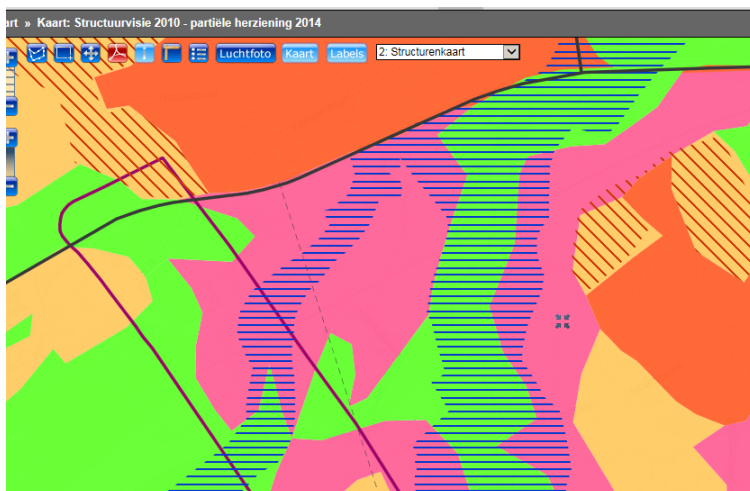 art » Kaart: Structuurvisie 2010 - partiële herziening 2014
Luchtfoto Kaart Labels 2: Structurenkaart